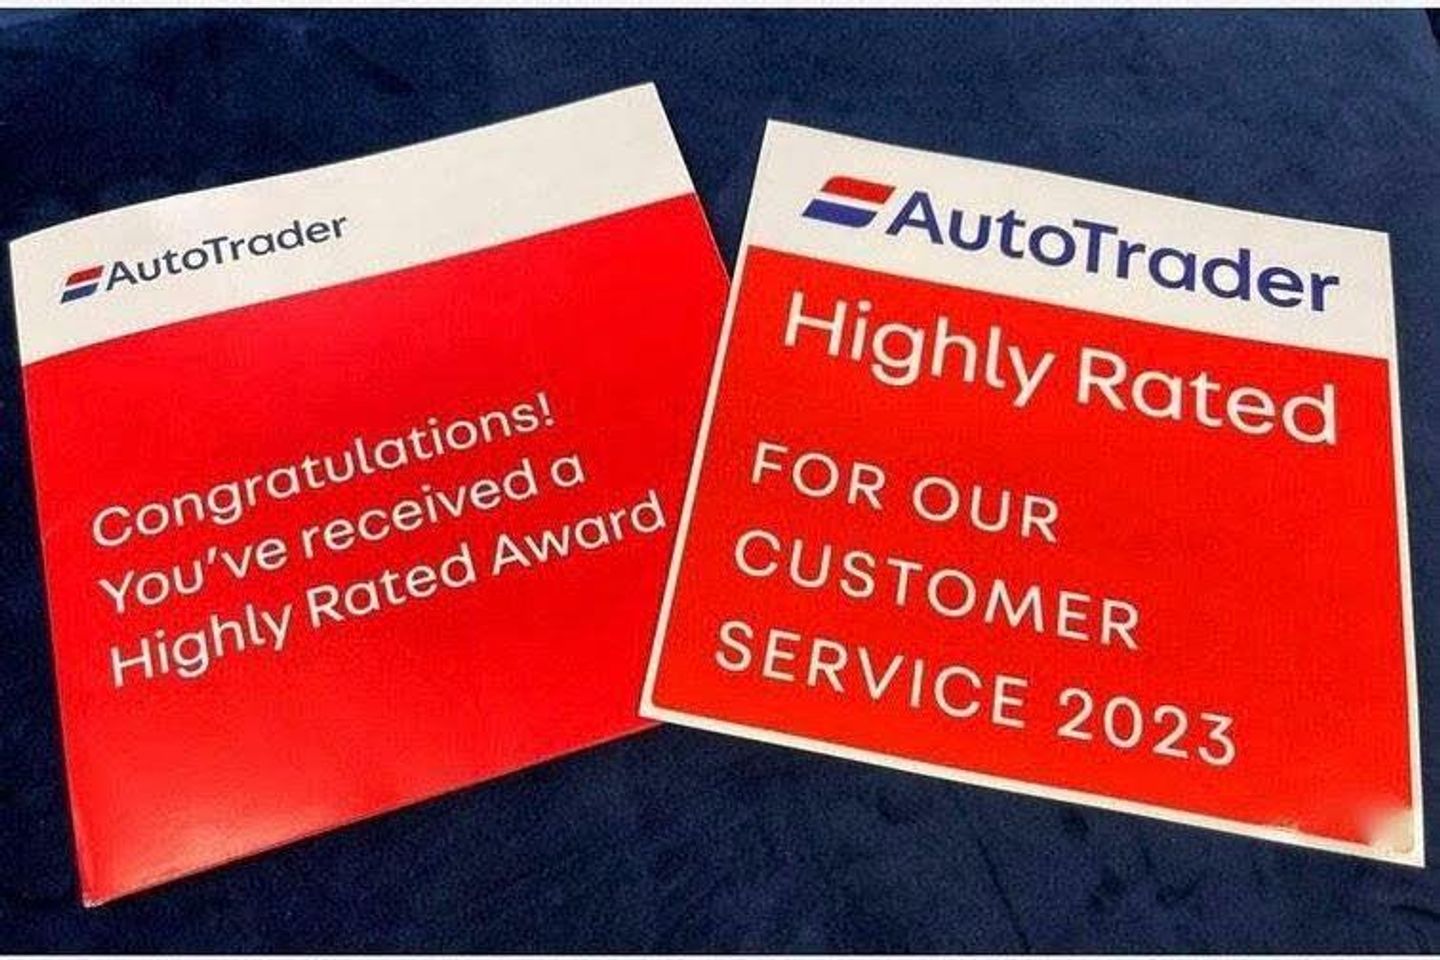 AutoTrader
Congratulations!
You've received a
Highly Rated Award
AutoTrader
Highly Rated
FOR OUR
CUSTOMER
SERVICE 2023